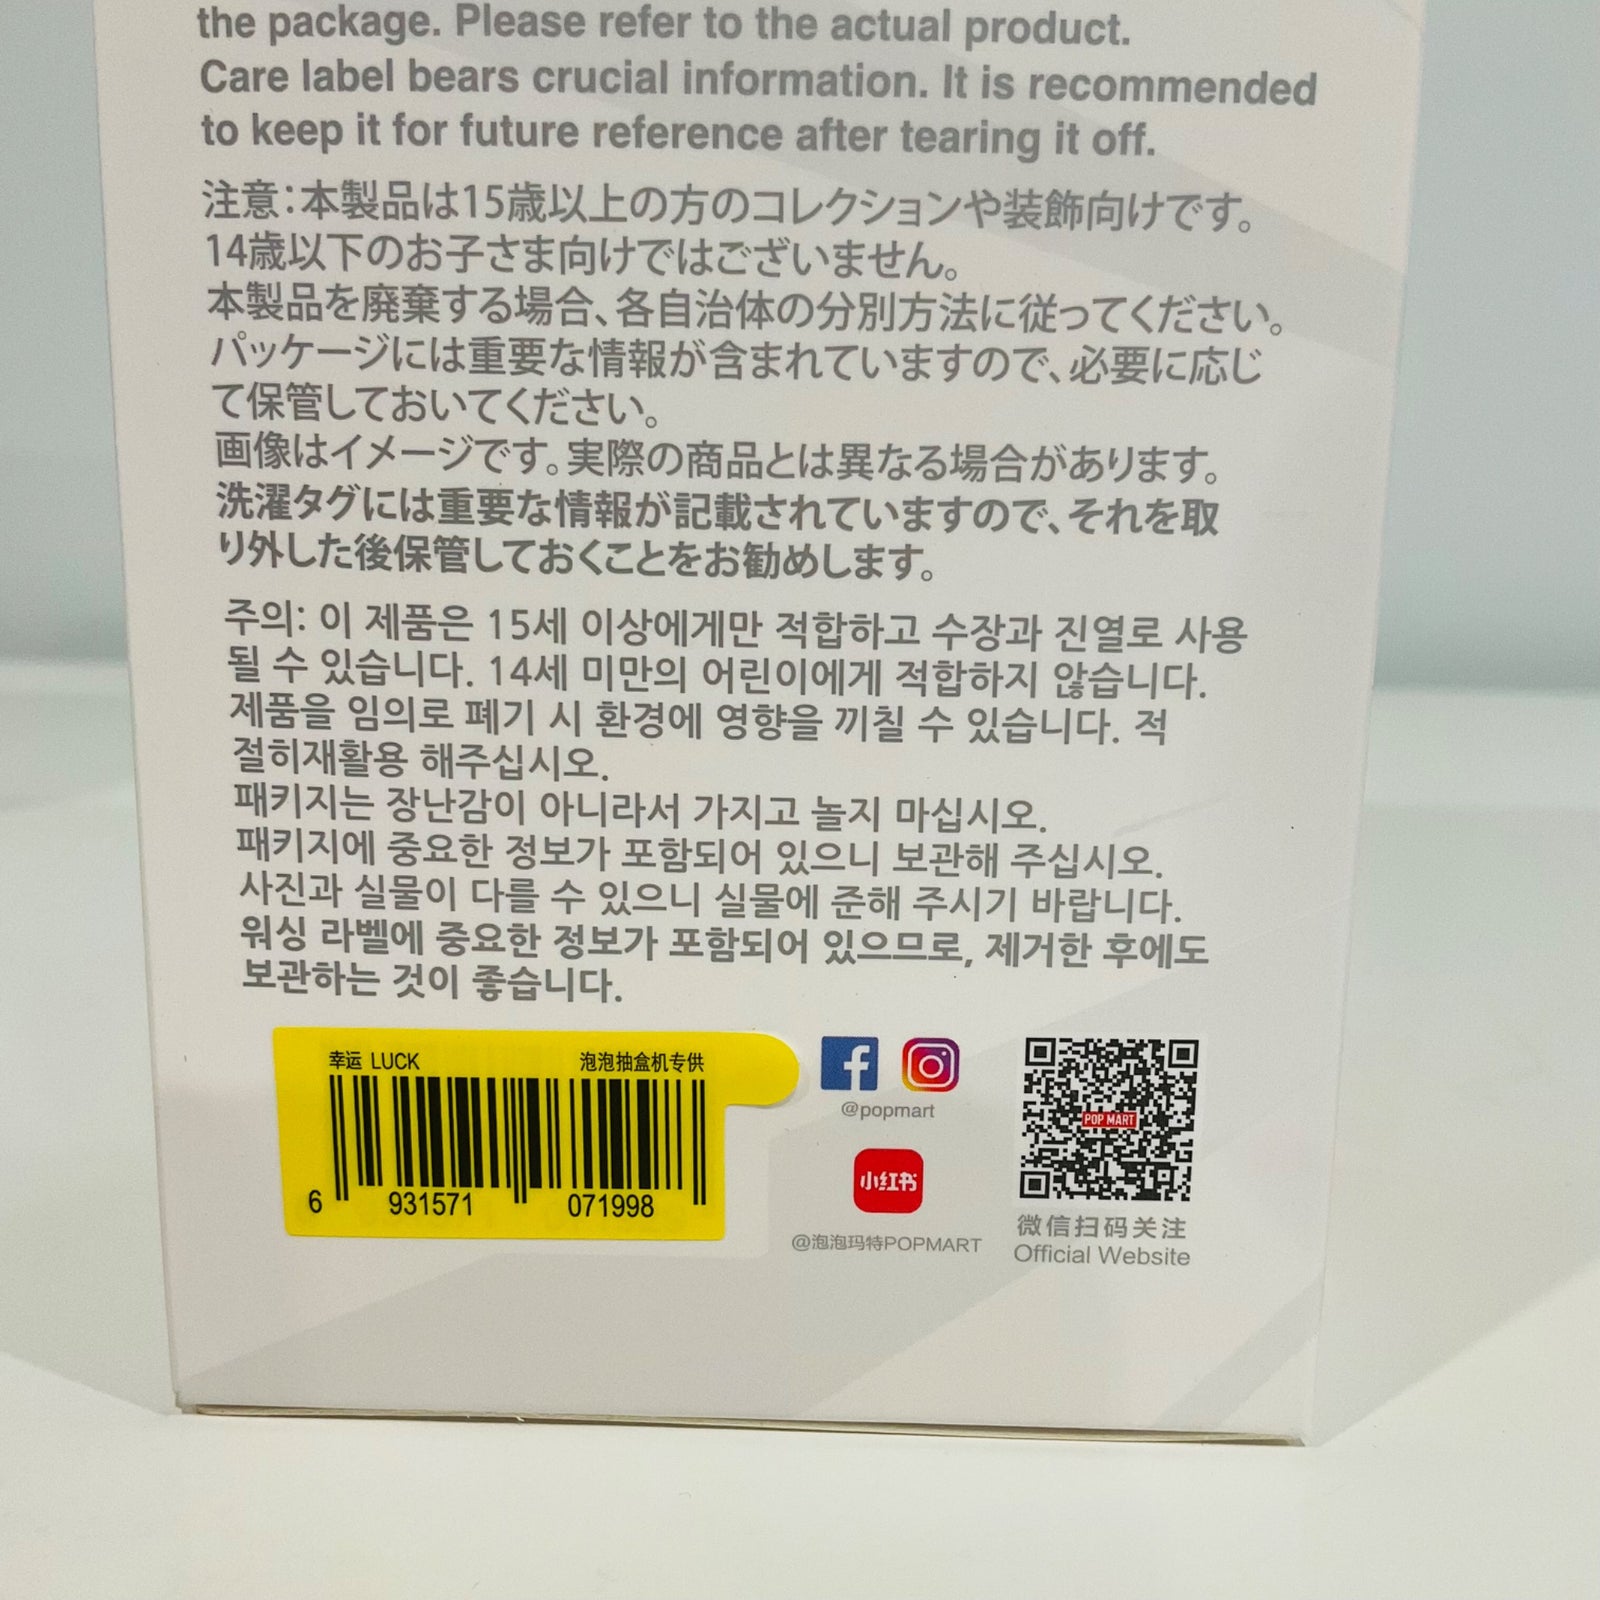 the package. Please refer to the actual product.
Care label bears crucial information. It is recommended
to keep it for future reference after tearing it off.
注意：本製品は15歳以上の方のコレクションや装飾向けです。
14歳以下のお子さま向けではございません。
本製品を廃棄する場合、各自治体の分別方法に従ってください。
パッケージには重要な情報が含まれていますので、必要に応じ
て保管しておいてください。
画像はイメージです。実際の商品とは異なる場合があります。
洗濯タグには重要な情報が記載されていますので、それを取
り外した後保管しておくことをお勧めします。
주의: 이 제품은 15세 이상에게만 적합하고 수장과 진열로 사용
될 수 있습니다. 14세 미만의 어린이에게 적합하지 않습니다.
제품을 임의로 폐기 시 환경에 영향을 끼칠 수 있습니다. 적
절히재활용 해주십시오.
패키지는 장난감이 아니라서 가지고 놀지 마십시오.
패키지에 중요한 정보가 포함되어 있으니 보관해 주십시오.
사진과 실물이 다를 수 있으니 실물에 준해 주시기 바랍니다.
워싱 라벨에 중요한 정보가 포함되어 있으므로, 제거한 후에도
보관하는 것이 좋습니다.
幸运 LUCK 泡泡抽盒机专供
6 931571 071998
@popmart
小红书
@泡泡玛特POPMART
POP MART
微信扫码关注
Official Website